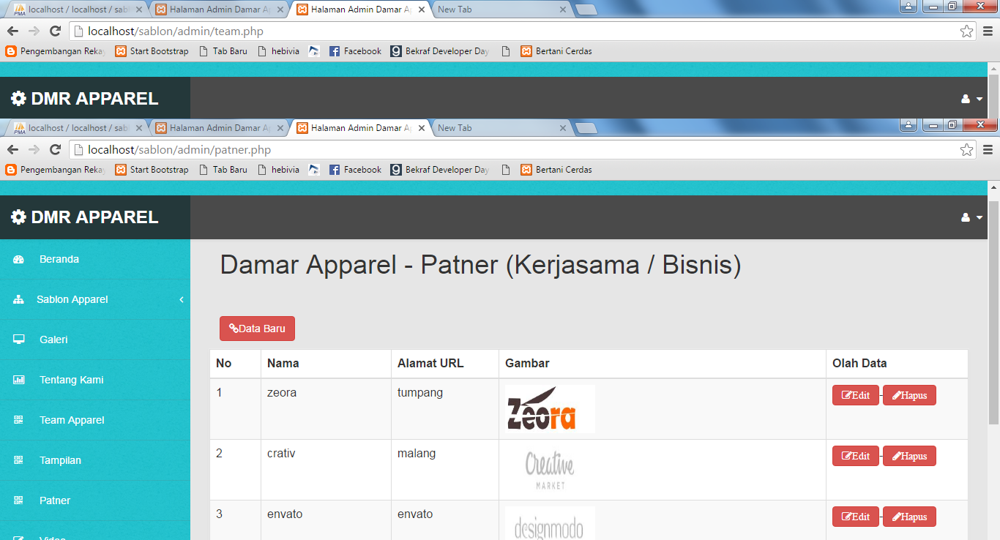 localhost / localhost / sabl
Halaman Admin Damar Ap
Halaman Admin Damar Ap
New Tab
localhost/sablon/admin/team.php
Pengembangan Rekay
Start Bootstrap
Tab Baru
hebivia
Facebook
Bekraf Developer Day
Bertani Cerdas
DMR APPAREL
localhost / localhost / sabl
Halaman Admin Damar Ap
Halaman Admin Damar Ap
New Tab
localhost/sablon/admin/patner.php
Pengembangan Rekay
Start Bootstrap
Tab Baru
hebivia
Facebook
Bekraf Developer Day
Bertani Cerdas
DMR APPAREL
Beranda
Sablon Apparel
Galeri
Tentang Kami
Team Apparel
Tampilan
Patner
Video
Damar Apparel - Patner (Kerjasama / Bisnis)
Data Baru
No Nama Alamat URL Gambar Olah Data
1 zeora tumpang Zeora Edit - Hapus
2 crativ malang Creative MARKET Edit - Hapus
3 envato envato designmodo Edit - Hapus